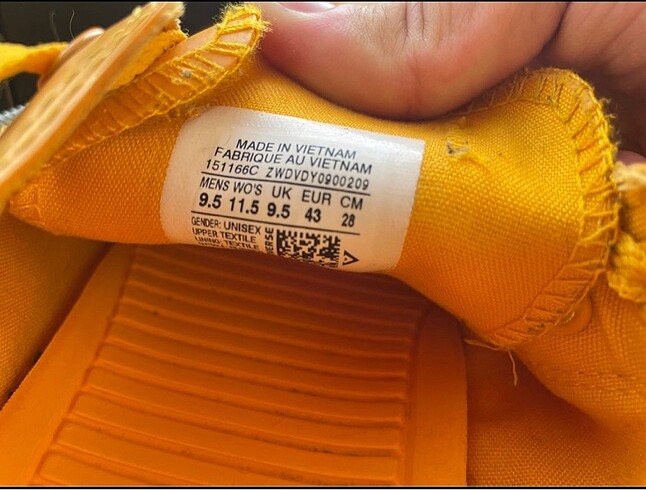 MADE IN VIETNAM
FABRIQUE AU VIETNAM
151166C ZWDVDY0900209
MENS WO'S UK EUR CM
9.5 11.5 9.5 43 28
GENDER: UNISEX
UPPER TEXTILE
LINING: TEXTILE